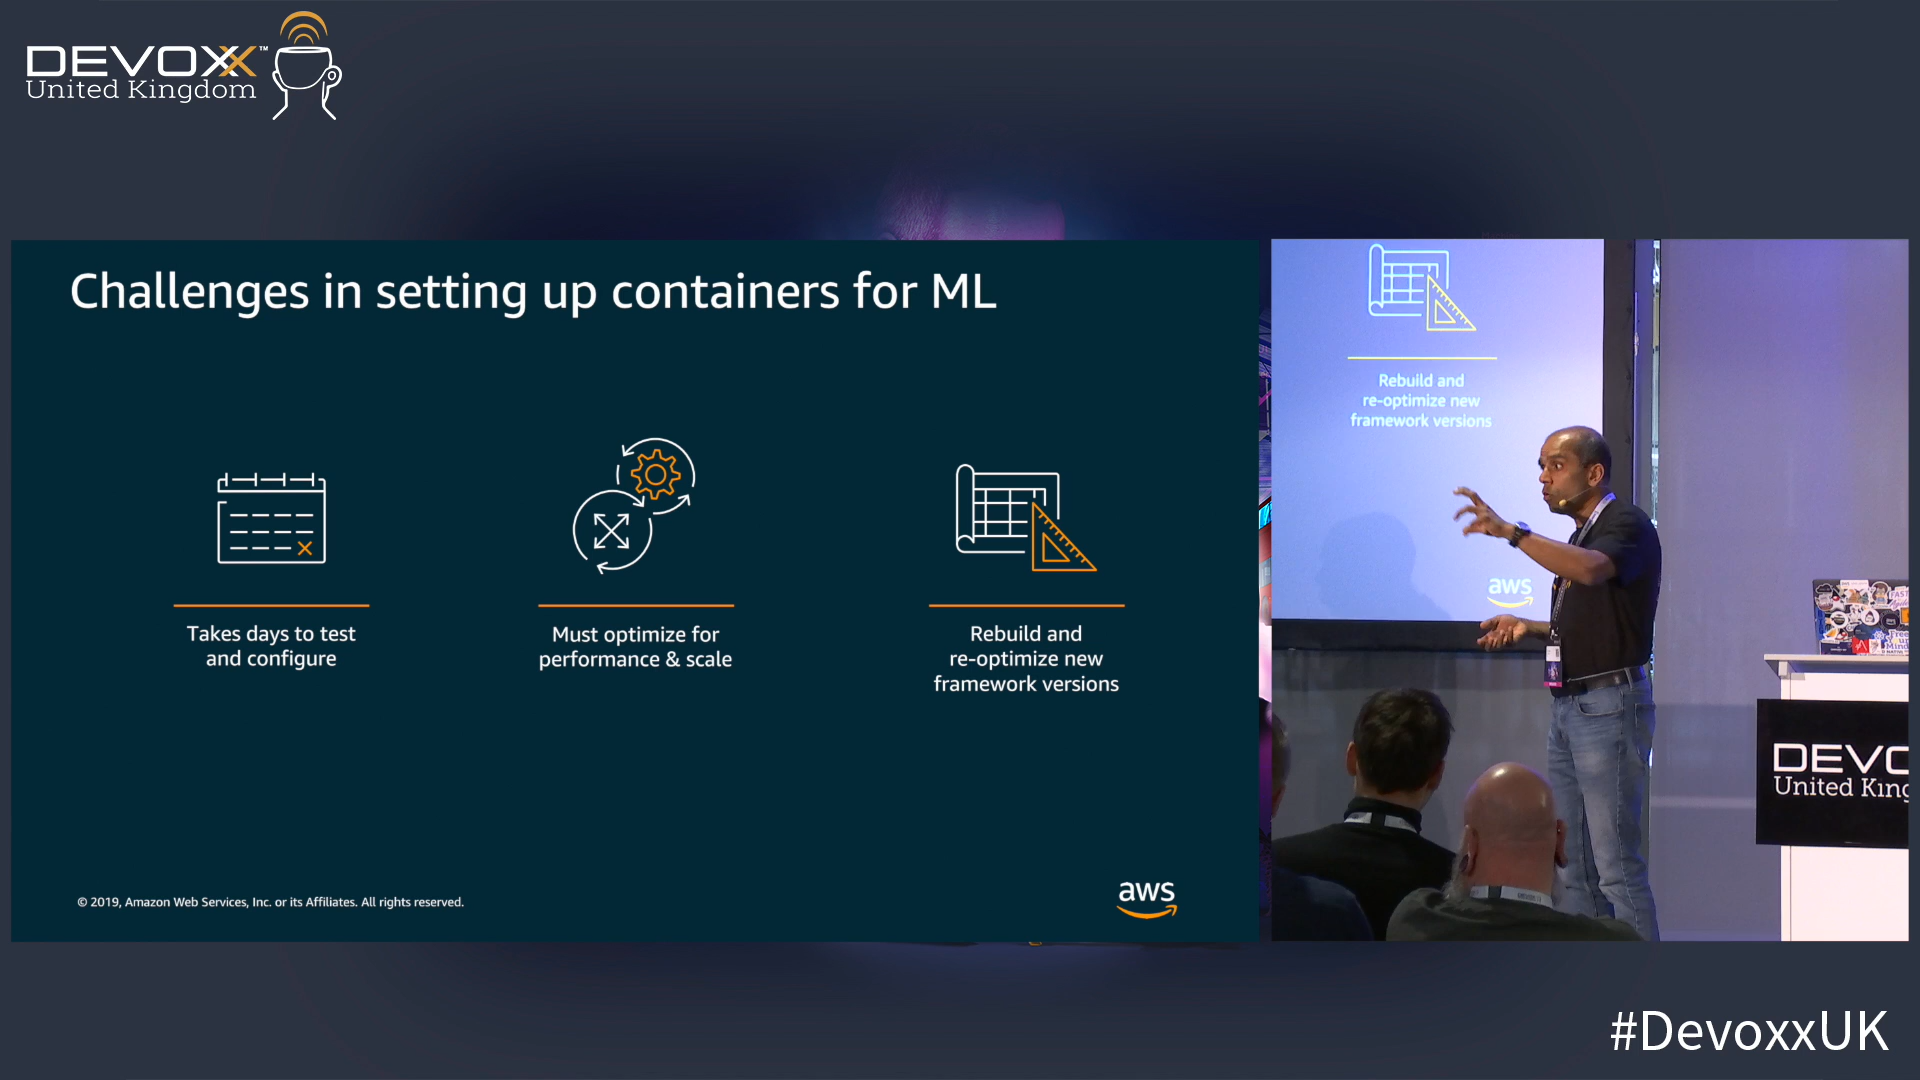 DEVOXX™
United Kingdom
Challenges in setting up containers for ML
Takes days to test
and configure
Must optimize for
performance & scale
Rebuild and
re-optimize new
framework versions
© 2019, Amazon Web Services, Inc. or its Affiliates. All rights reserved.
aws
Rebuild and
re-optimize new
framework versions
aws
DEVO
United King
#DevoxxUK